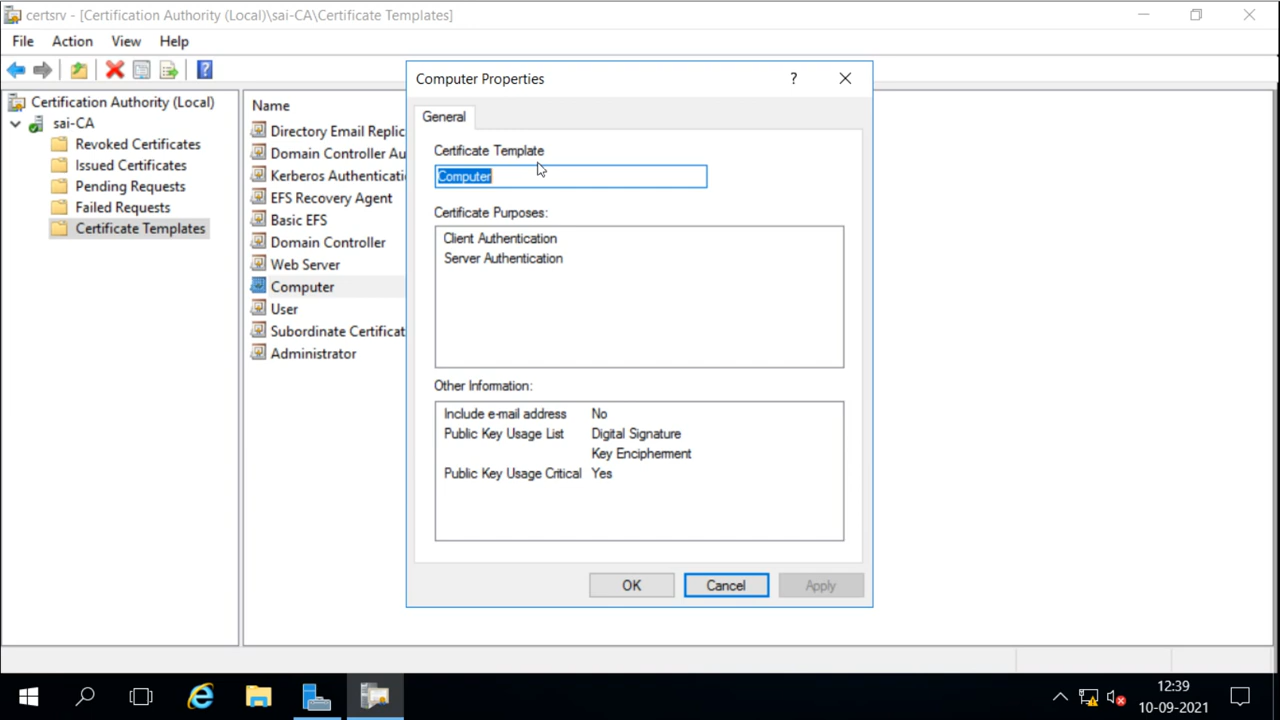 certsrv - [Certification Authority (Local)\sai-CA\Certificate Templates]
File Action View Help
?
Certification Authority (Local)
sai-CA
Revoked Certificates
Issued Certificates
Pending Requests
Failed Requests
Certificate Templates
Name
Directory Email Replic
Domain Controller Au
Kerberos Authenticati
EFS Recovery Agent
Basic EFS
Domain Controller
Web Server
Computer
User
Subordinate Certificat
Administrator
Computer Properties ?
General
Certificate Template
Computer
Certificate Purposes:
Client Authentication
Server Authentication
Other Information:
Include e-mail address No
Public Key Usage List Digital Signature
Key Encipherment
Public Key Usage Critical Yes
OK Cancel Apply
12:39
10-09-2021